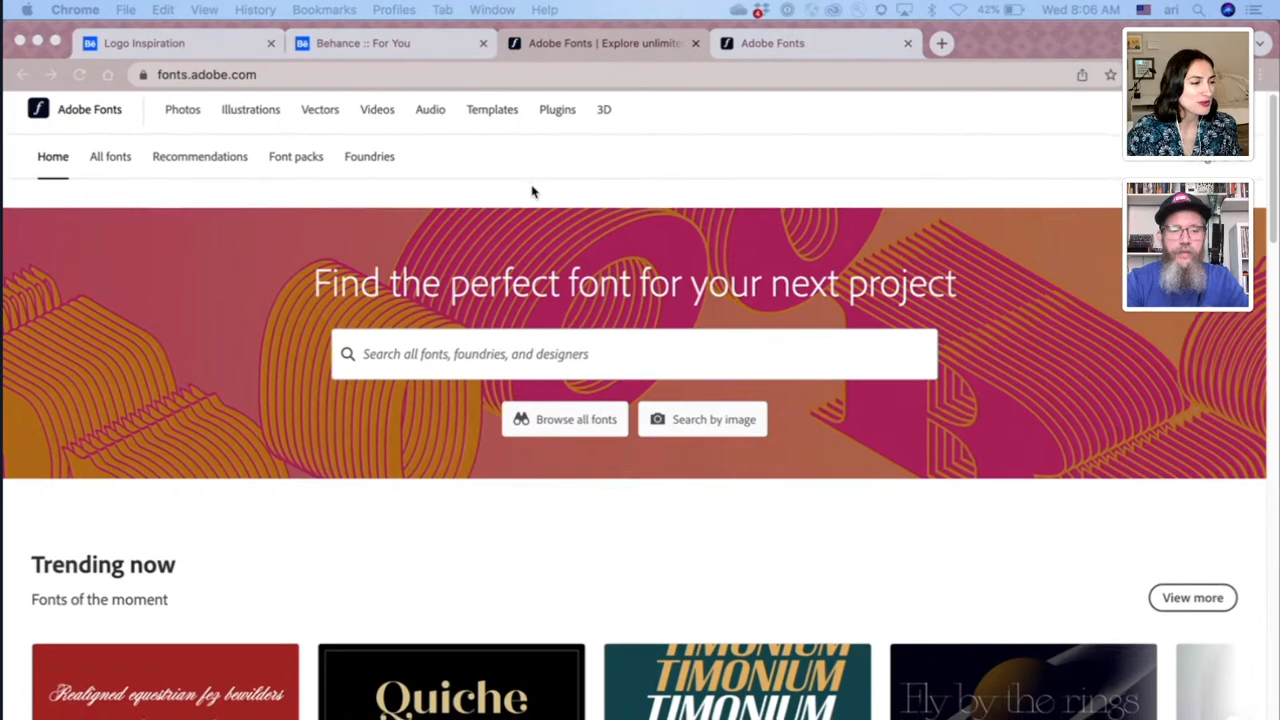 Chrome File Edit View History Bookmarks Profiles Tab Window Help 42% Wed 8:06 AM ari
Logo Inspiration
Behance :: For You
Adobe Fonts | Explore unlimite
Adobe Fonts
fonts.adobe.com
Adobe Fonts Photos Illustrations Vectors Videos Audio Templates Plugins 3D
Home All fonts Recommendations Font packs Foundries
Find the perfect font for your next project
Search all fonts, foundries, and designers
Browse all fonts Search by image
Trending now
Fonts of the moment
View more
Realigned equestrian fez bewilders
Quiche
TIMONIUM
TIMONIUM
TIMONIUM
Fly by the rings